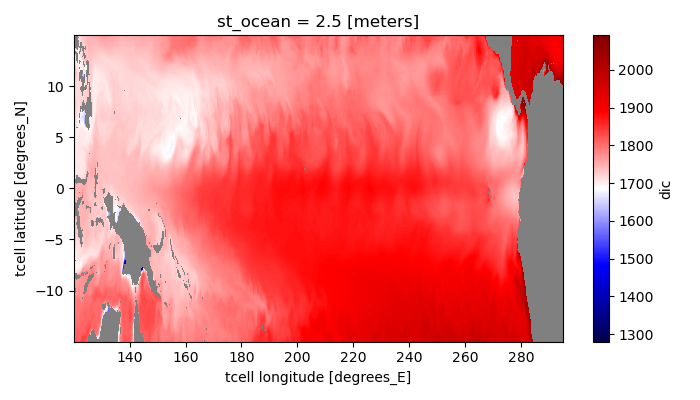 st_ocean = 2.5 [meters]
10
5
0
−5
−10
tcell latitude [degrees_N]
140 160 180 200 220 240 260 280
tcell longitude [degrees_E]
2000
1900
1800
1700
1600
1500
1400
1300
dic